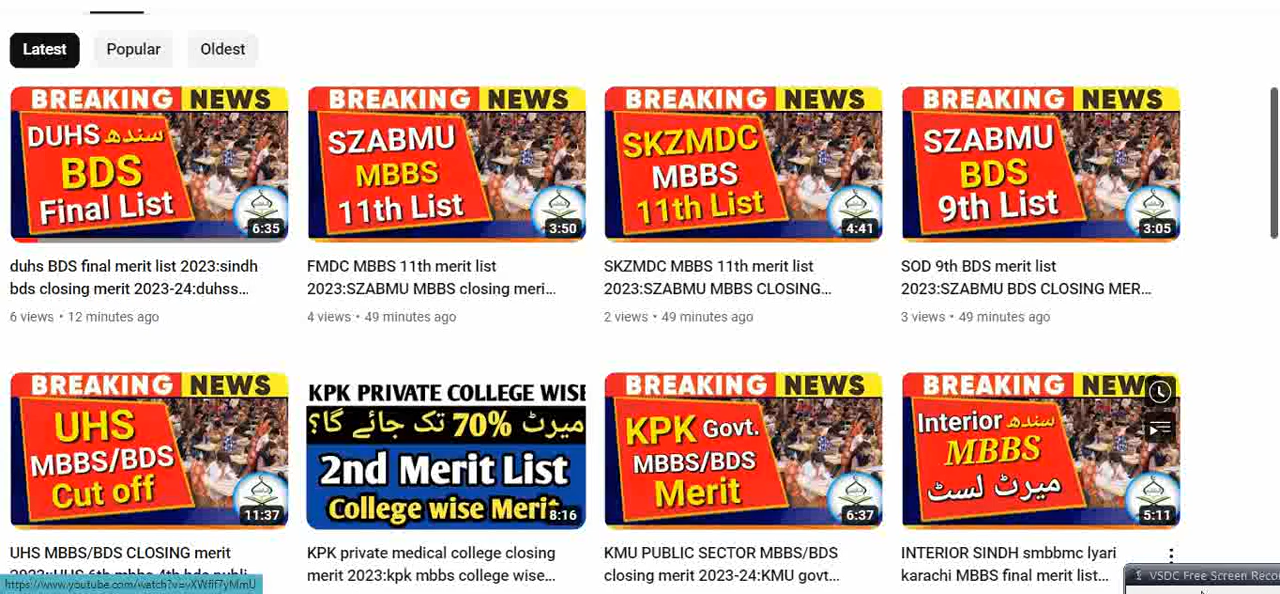 Latest Popular Oldest
BREAKING NEWS
DUHS سندھ
BDS
Final List
6:35
BREAKING NEWS
SZABMU
MBBS
11th List
3:50
BREAKING NEWS
SKZMDC
MBBS
11th List
4:41
BREAKING NEWS
SZABMU
BDS
9th List
3:05
duhs BDS final merit list 2023:sindh
bds closing merit 2023-24:duhss...
6 views • 12 minutes ago
FMDC MBBS 11th merit list
2023:SZABMU MBBS closing meri...
4 views • 49 minutes ago
SKZMDC MBBS 11th merit list
2023:SZABMU MBBS CLOSING...
2 views • 49 minutes ago
SOD 9th BDS merit list
2023:SZABMU BDS CLOSING MER...
3 views • 49 minutes ago
BREAKING NEWS
UHS
MBBS/BDS
Cut off
11:37
KPK PRIVATE COLLEGE WISE
میرٹ 70% تک جائے گا؟
2nd Merit List
College wise Merit
8:16
BREAKING NEWS
KPK Govt.
MBBS/BDS
Merit
6:37
BREAKING NEW
Interior سندھ
MBBS
میرٹ لسٹ
5:11
UHS MBBS/BDS CLOSING merit
2023:UHS 6th mbbs 4th bds publi
KPK private medical college closing
merit 2023:kpk mbbs college wise...
KMU PUBLIC SECTOR MBBS/BDS
closing merit 2023-24:KMU govt...
INTERIOR SINDH smbbmc lyari
karachi MBBS final merit list...
VSDC Free Screen Reco